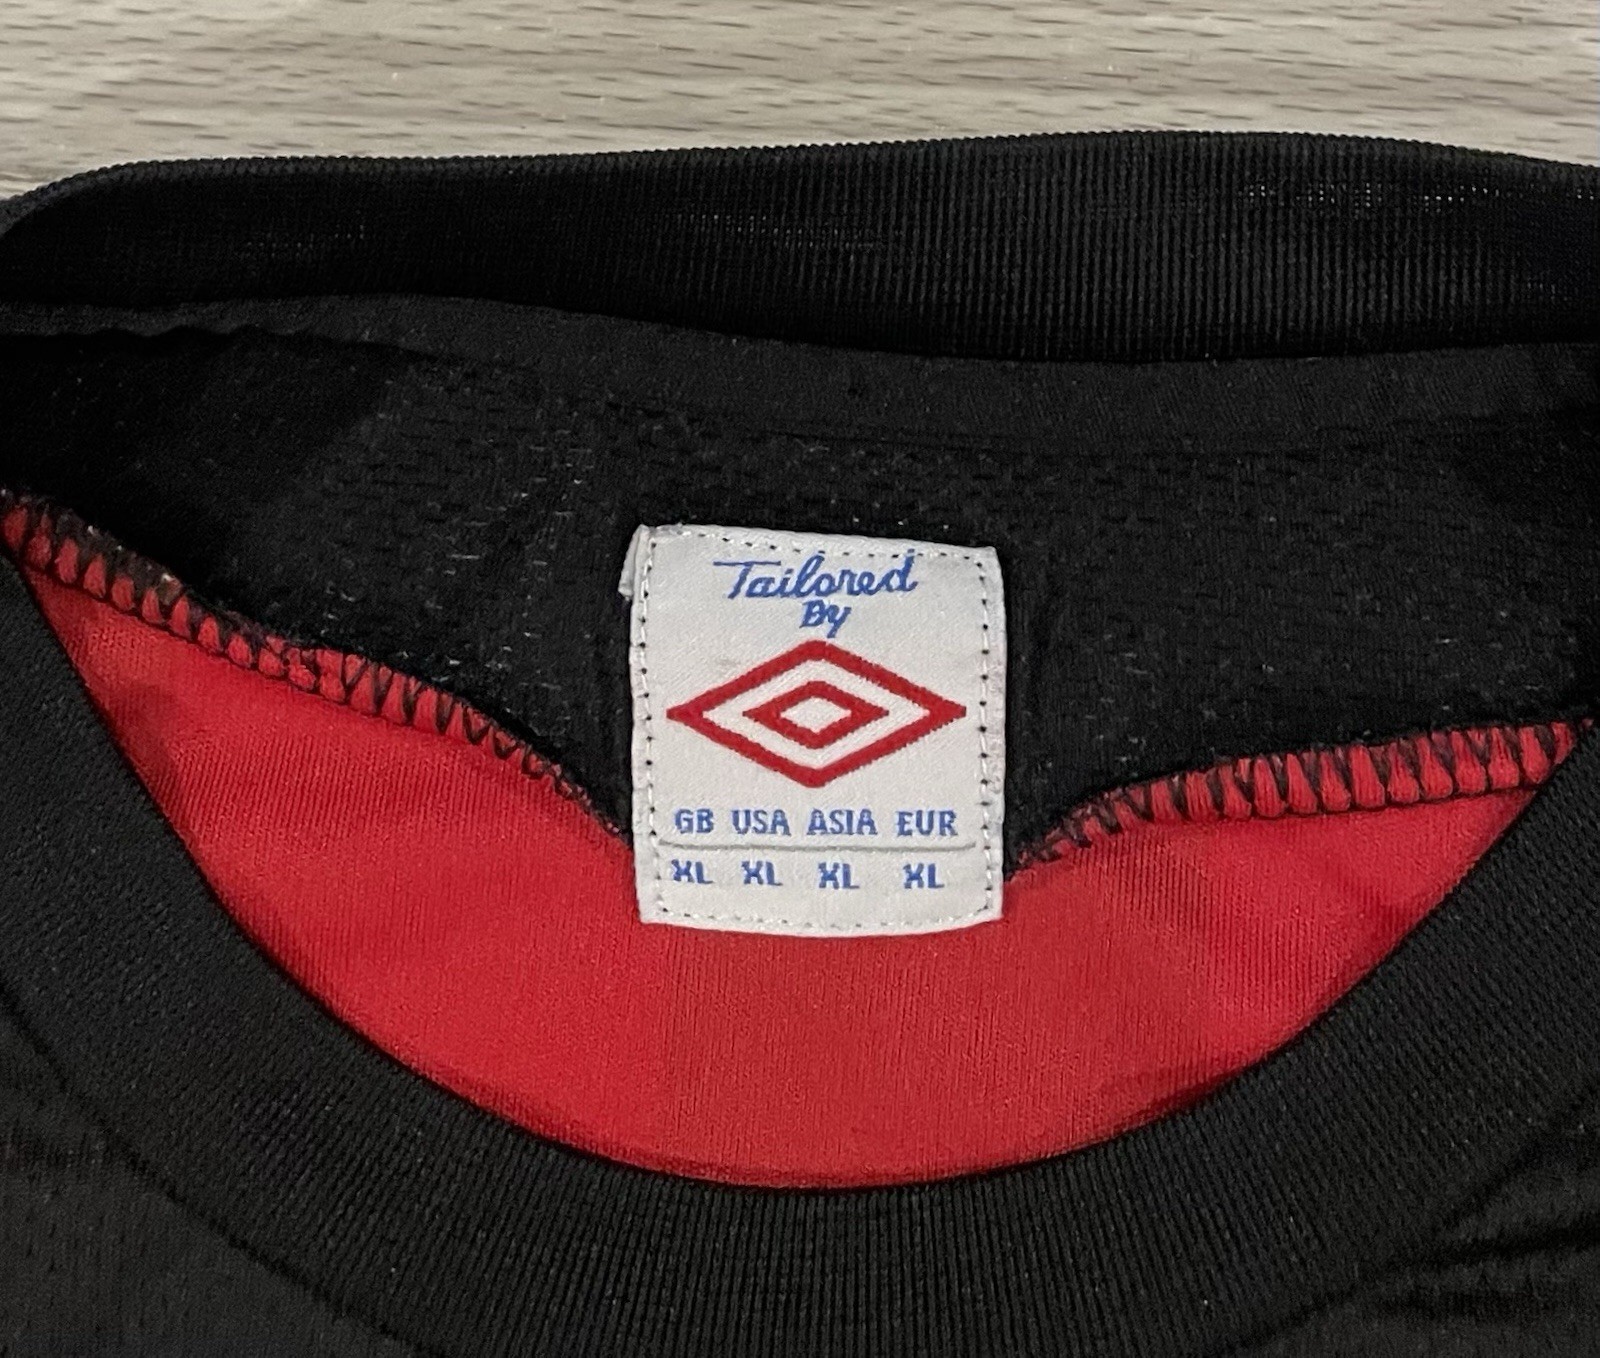 Tailored
By
GB USA ASIA EUR
XL XL XL XL